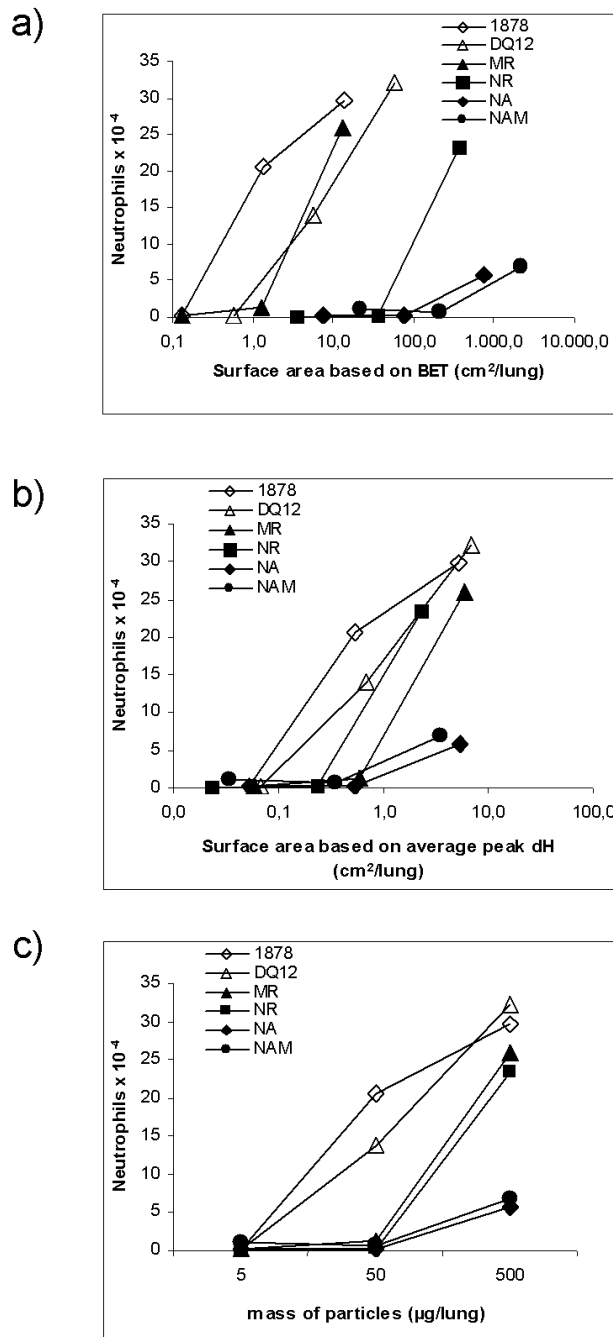 a)
1878
DQ12
MR
NR
NA
NAM
Neutrophils x 10-4
35
30
25
20
15
10
5
0
0,1 1,0 10,0 100,0 1.000,0 10.000,0
Surface area based on BET (cm2/lung)
b)
1878
DQ12
MR
NR
NA
NAM
Neutrophils x 10-4
35
30
25
20
15
10
5
0
0,0 0,1 1,0 10,0 100,0
Surface area based on average peak dH
(cm2/lung)
c)
1878
DQ12
MR
NR
NA
NAM
Neutrophils x 10-4
35
30
25
20
15
10
5
0
5 50 500
mass of particles (µg/lung)